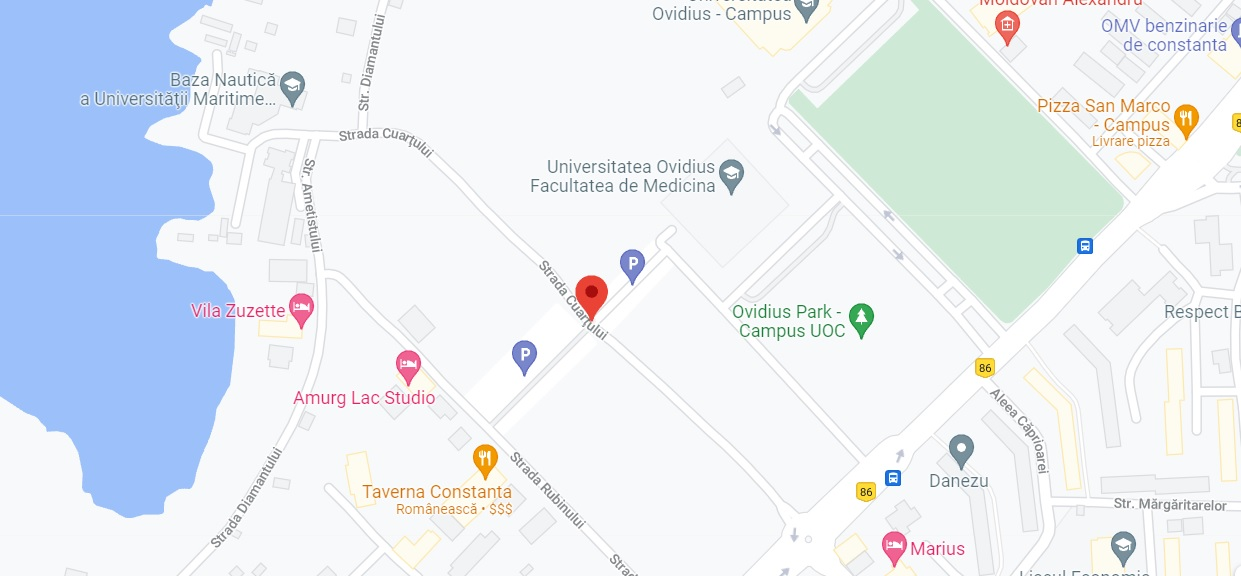 Moldovan Alexandru
Universitatea
Ovidius - Campus
OMV benzinarie
de constanta
Str. Diamantului
Baza Nautică
a Universității Maritime...
Pizza San Marco
- Campus
Livrare pizza
8
Strada Cuarțului
Universitatea Ovidius
Facultatea de Medicina
Str. Ametistului
P
Strada Cuarțului
Vila Zuzette
Ovidius Park -
Campus UOC
Respect B
P
86
Amurg Lac Studio
Aleea Căprioarei
Taverna Constanta
Românească • $$$
Strada Rubinului
Danezu
86
Str. Mărgăritarelor
Strada Diamantului
Marius
Strada
Liceul Economic